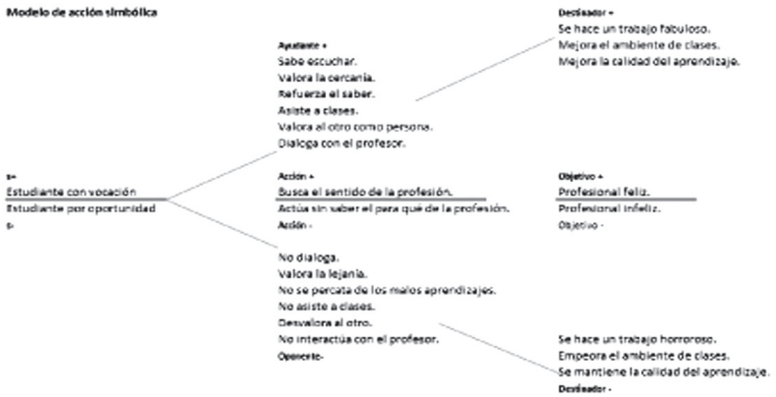 Modelo de acción simbólica
Destinador +
Se hace un trabajo fabuloso.
Mejora el ambiente de clases.
Mejora la calidad del aprendizaje.
Ayudante +
Sabe escuchar.
Valora la cercanía.
Refuerza el saber.
Asiste a clases.
Valora al otro como persona.
Dialoga con el profesor.
s+
Estudiante con vocación
Estudiante por oportunidad
s-
Acción +
Busca el sentido de la profesión.
Actúa sin saber el para qué de la profesión.
Acción -
Objetivo +
Profesional feliz.
Profesional infeliz.
Objetivo -
No dialoga.
Valora la lejanía.
No se percata de los malos aprendizajes.
No asiste a clases.
Desvalora al otro.
No interactúa con el profesor.
Oponente-
Se hace un trabajo horroroso.
Empeora el ambiente de clases.
Se mantiene la calidad del aprendizaje.
Destinador -